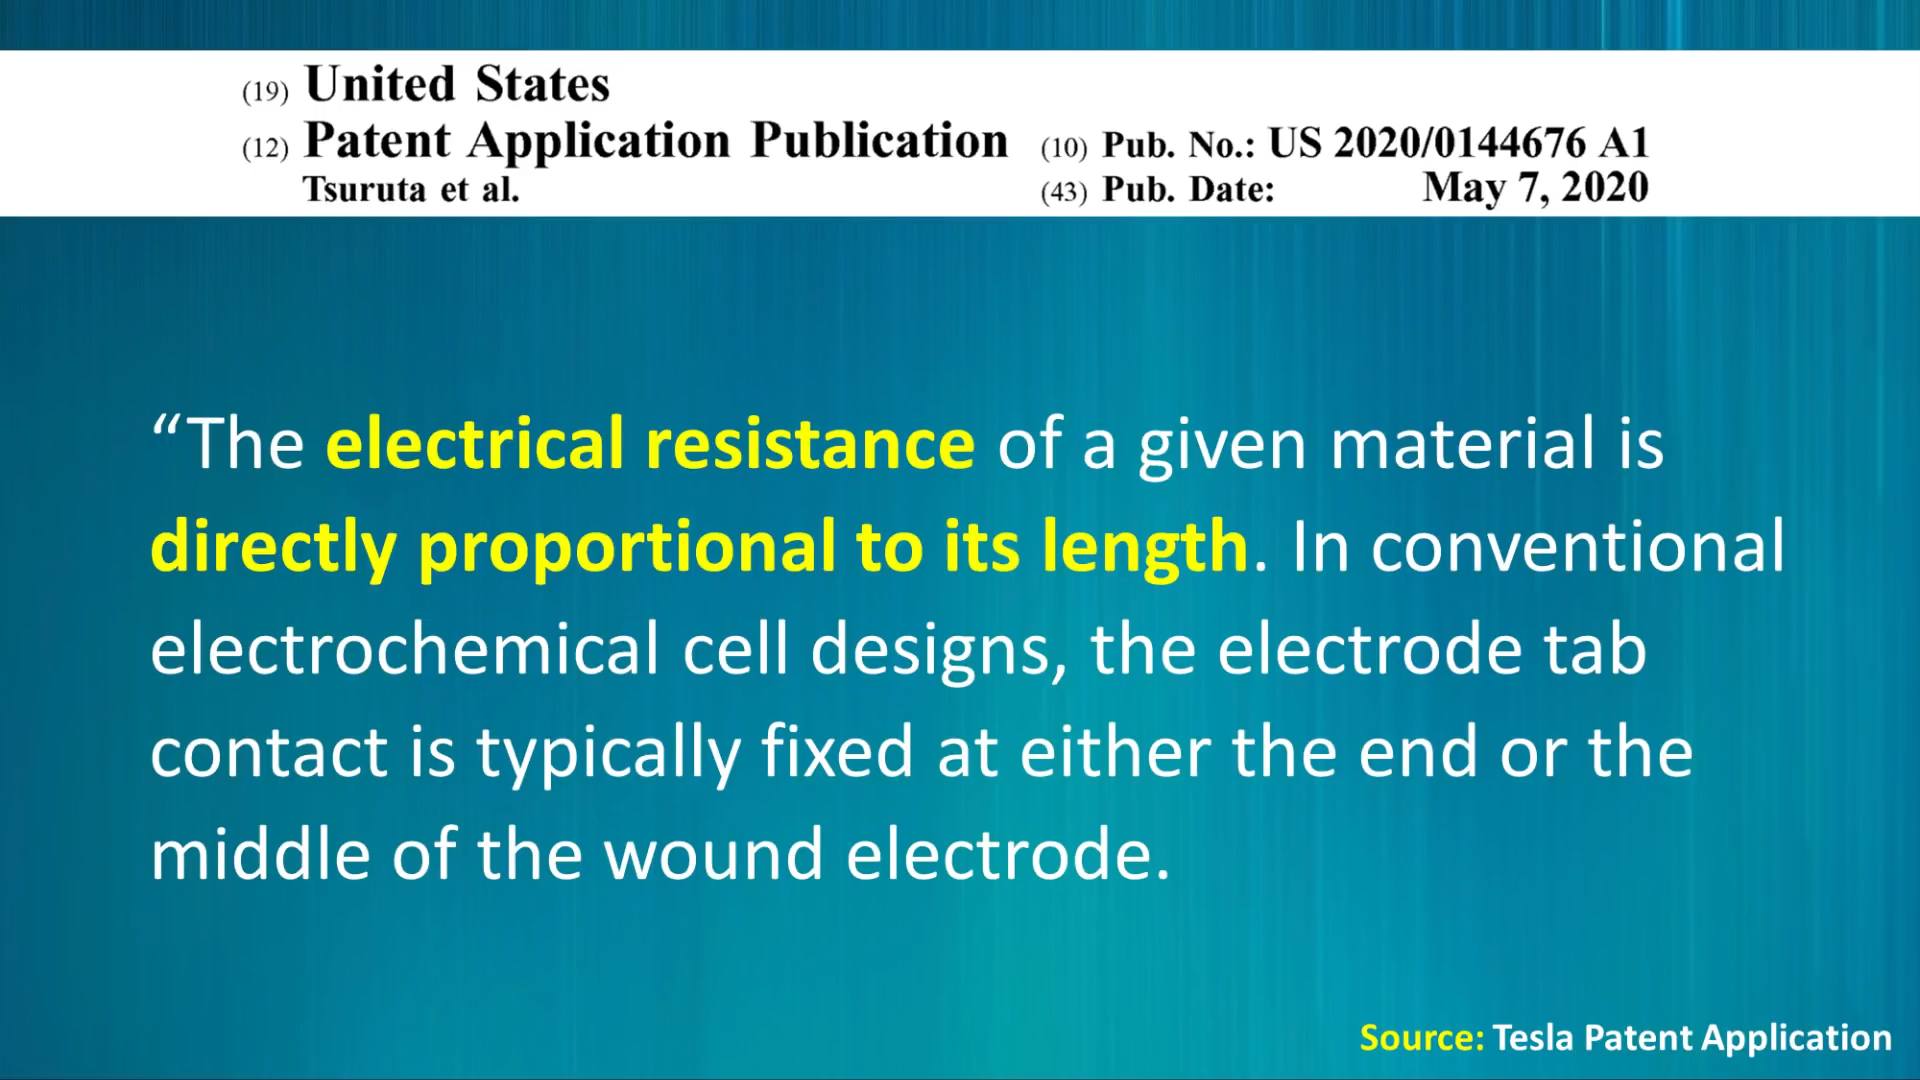 (19) United States
(12) Patent Application Publication (10) Pub. No.: US 2020/0144676 A1
Tsuruta et al. (43) Pub. Date: May 7, 2020
“The electrical resistance of a given material is
directly proportional to its length. In conventional
electrochemical cell designs, the electrode tab
contact is typically fixed at either the end or the
middle of the wound electrode.
Source: Tesla Patent Application